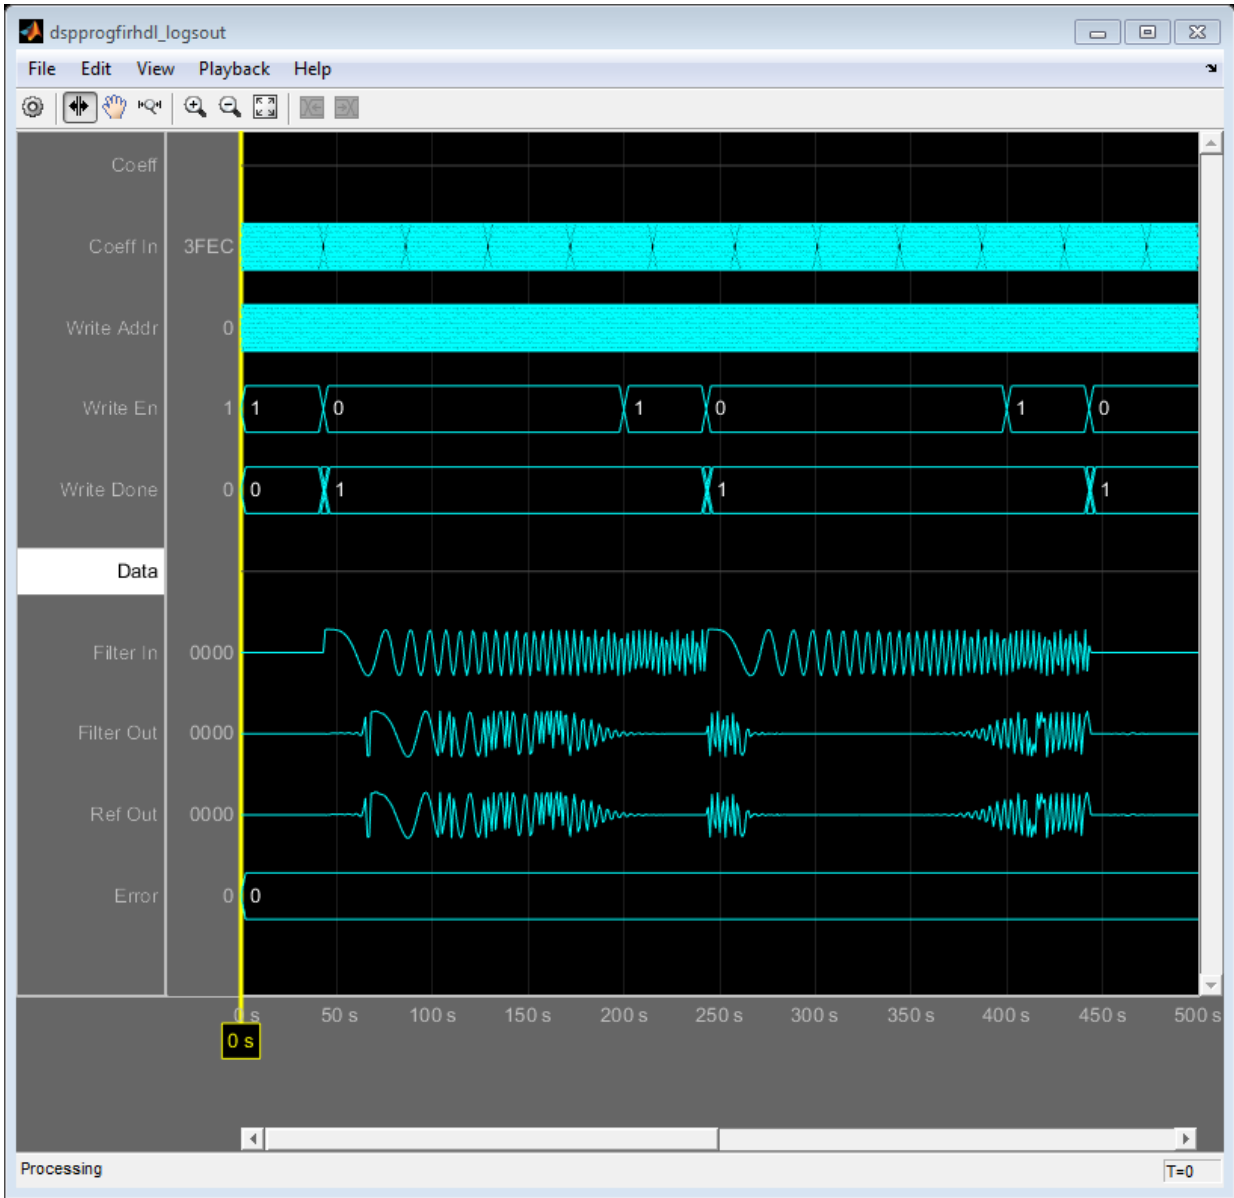 dspprogfirhdl_logsout
File Edit View Playback Help
Coeff
Coeff In 3FEC
Write Addr 0
Write En 1 1 0 1 0 1 0
Write Done 0 0 1 1 1
Data
Filter In 0000
Filter Out 0000
Ref Out 0000
Error 0 0
0 s 50 s 100 s 150 s 200 s 250 s 300 s 350 s 400 s 450 s 500 s
0 s
Processing T=0